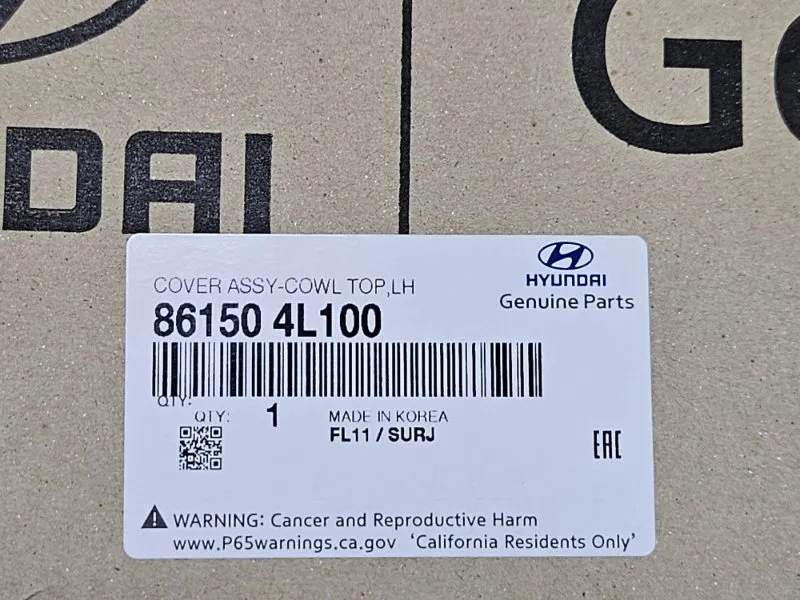 DAI
G
COVER ASSY-COWL TOP,LH
HYUNDAI
Genuine Parts
86150 4L100
QTY:
QTY: 1 MADE IN KOREA
FL11 / SURJ
EAC
WARNING: Cancer and Reproductive Harm
www.P65warnings.ca.gov 'California Residents Only'